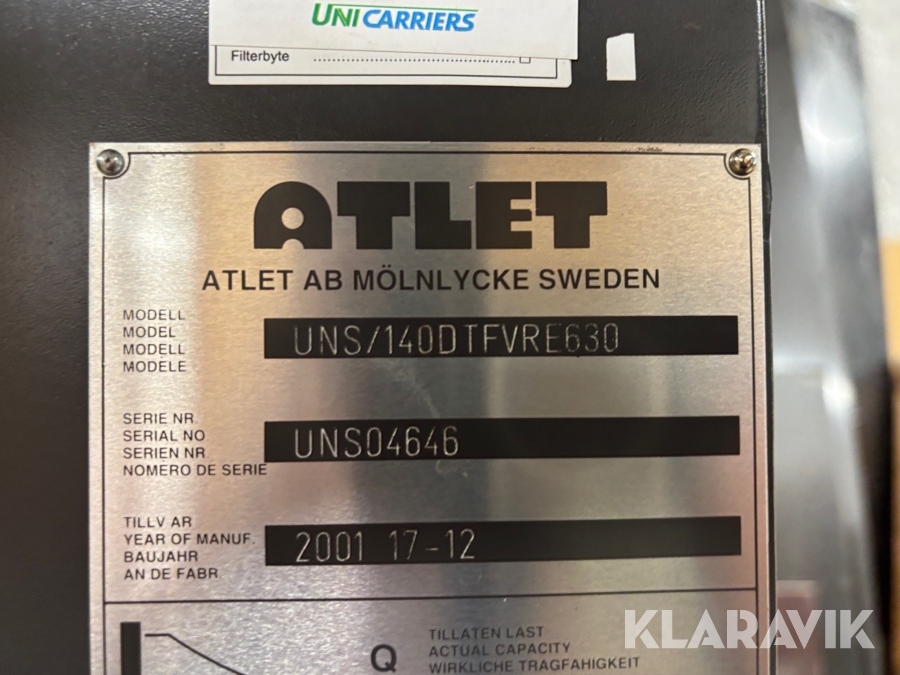 UNICARRIERS
Filterbyte
ATLET
ATLET AB MÖLNLYCKE SWEDEN
MODELL
MODEL
MODELL
MODELE
UNS/140DTFVRE630
SERIE NR.
SERIAL NO
SERIEN NR
NOMÉRO DE SERIE
UNS04646
TILLV AR
YEAR OF MANUF.
BAUJAHR
AN DE FABR
2001 17-12
Q
TILLATEN LAST
ACTUAL CAPACITY
WIRKLICHE TRAGFAHIGKEIT
KLARAVIK